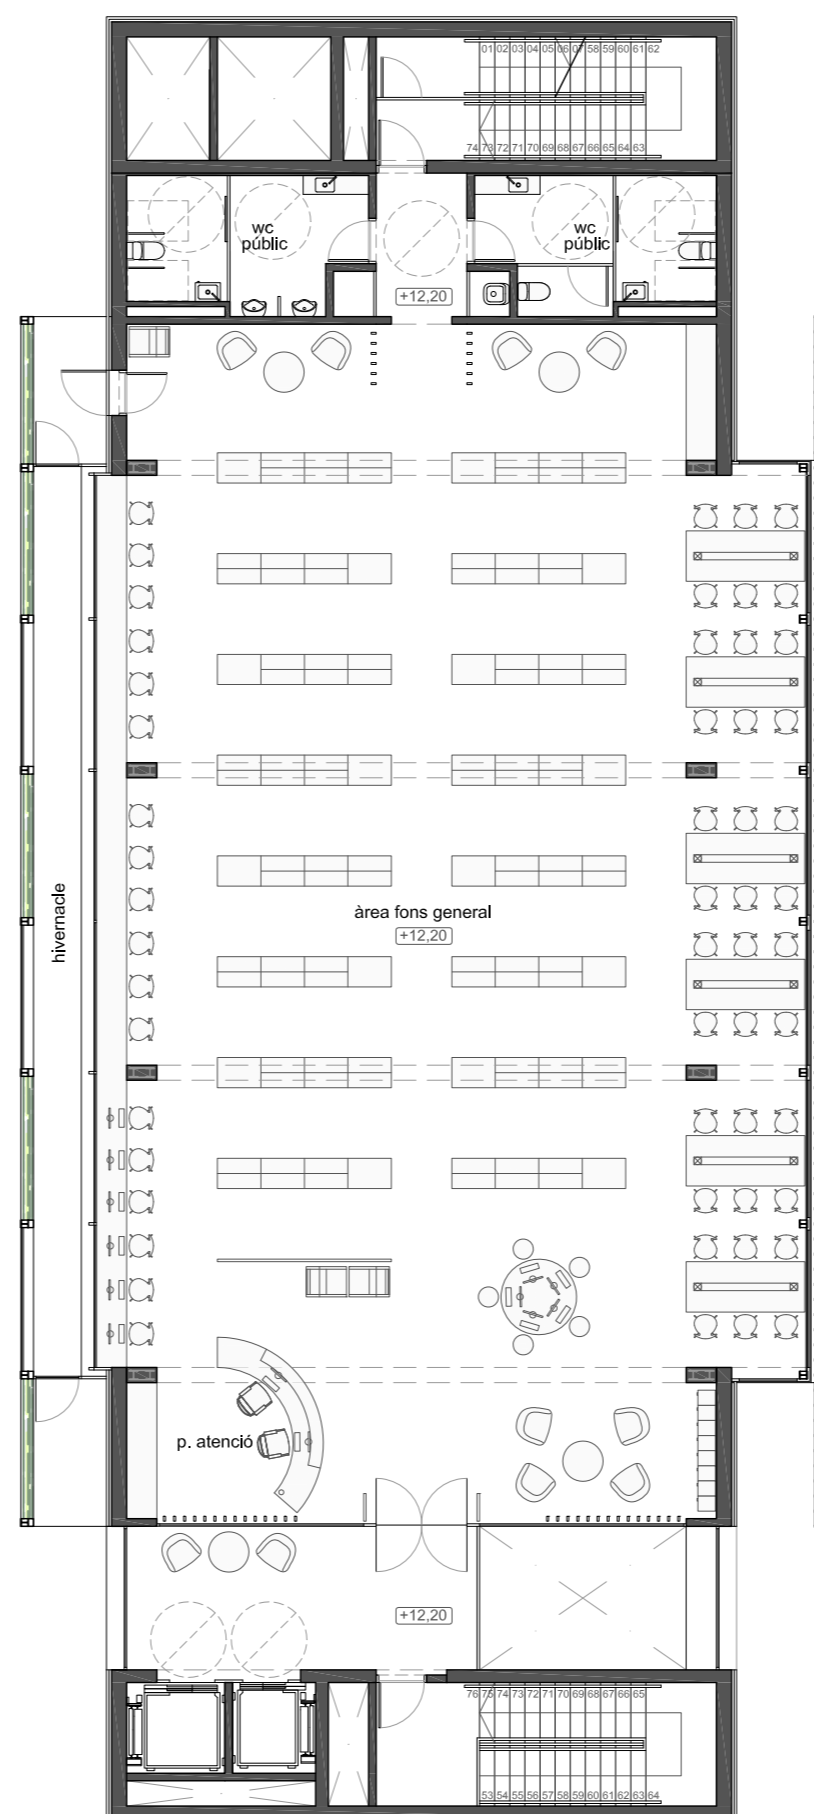 01 02 03 04 05 06 07 58 59 60 61 62
74 73 72 71 70 69 68 67 66 65 64 63
wc
públic
wc
públic
+12,20
hivernacle
àrea fons general
+12,20
p. atenció
+12,20
76 75 74 73 72 71 70 69 68 67 66 65
53 54 55 56 57 58 59 60 61 62 63 64